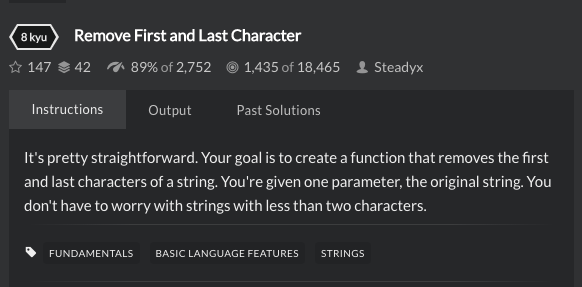 8 kyu Remove First and Last Character
147 42 89% of 2,752 1,435 of 18,465 Steadyx
Instructions Output Past Solutions
It's pretty straightforward. Your goal is to create a function that removes the first
and last characters of a string. You're given one parameter, the original string. You
don't have to worry with strings with less than two characters.
FUNDAMENTALS BASIC LANGUAGE FEATURES STRINGS